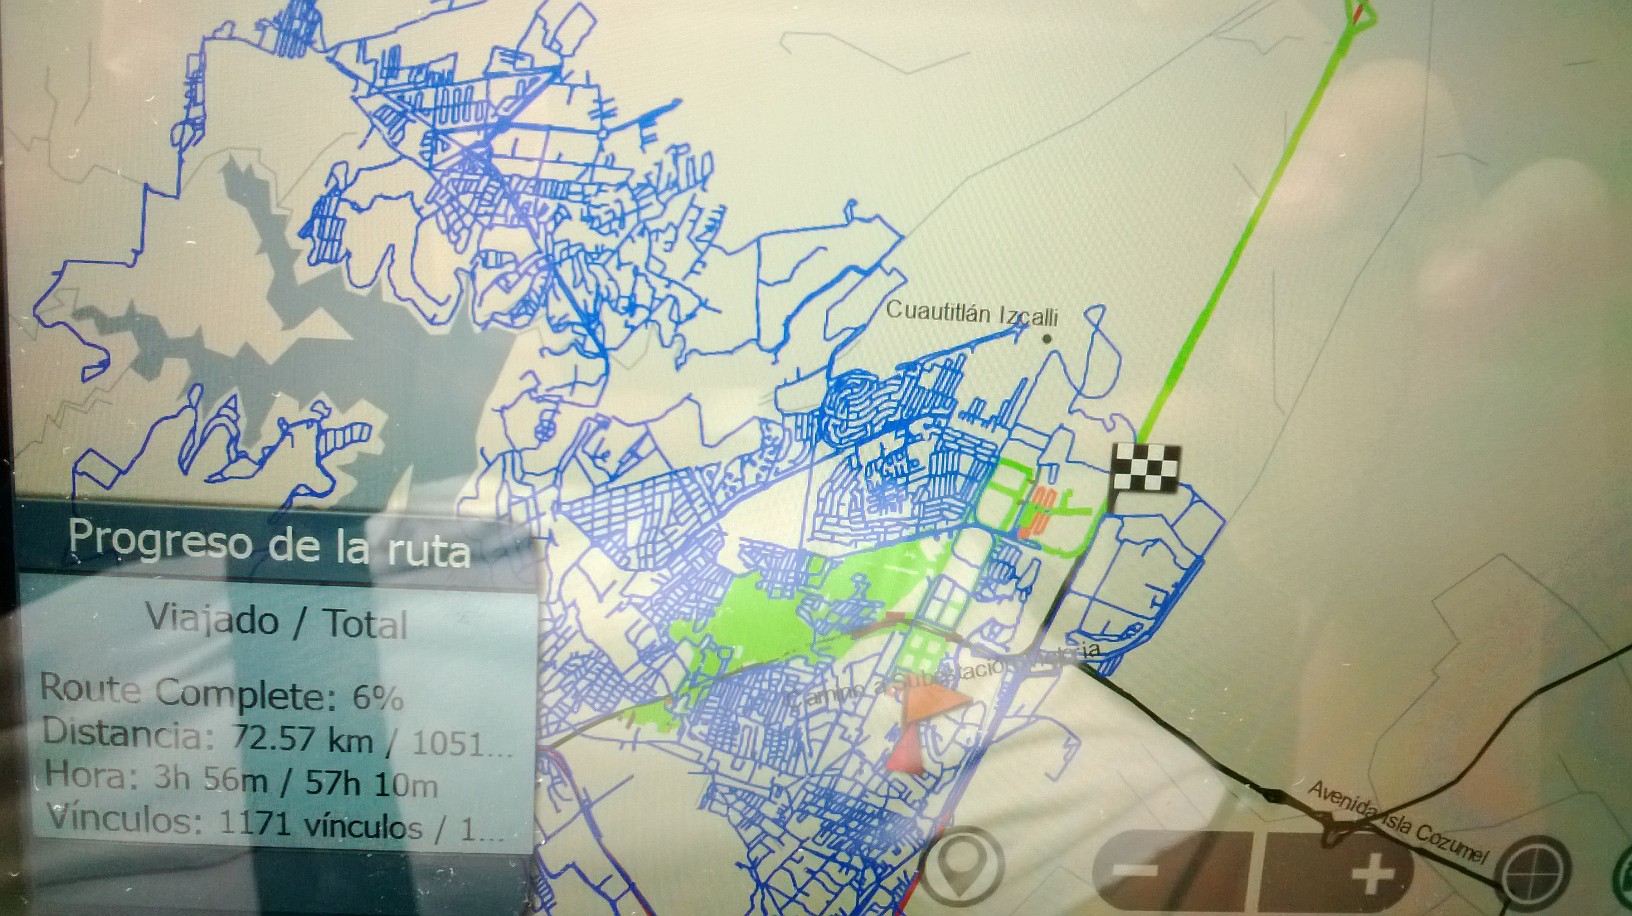 Cuautitlán Izcalli
Progreso de la ruta
Viajado / Total
Route Complete: 6%
Distancia: 72.57 km / 1051...
Hora: 3h 56m / 57h 10m
Vínculos: 1171 vínculos / 1...
Camino a Subestación Victoria
Avenida Isla Cozumel